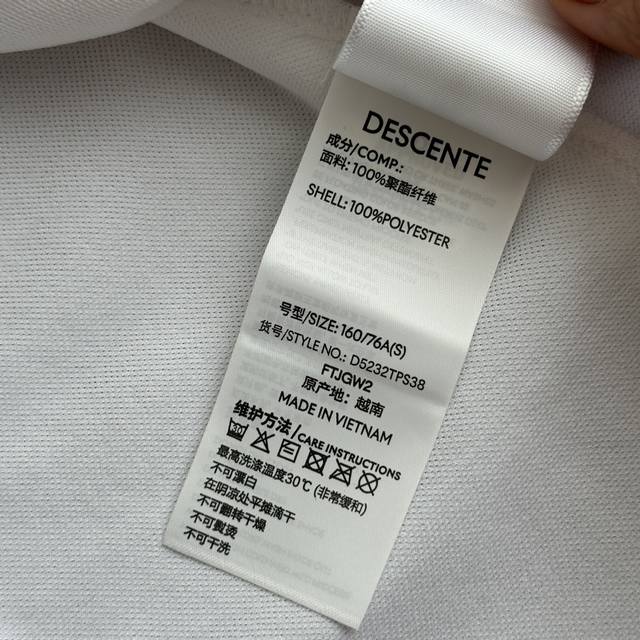 DESCENTE
成分/COMP.:
面料: 100%聚酯纤维
SHELL: 100%POLYESTER
号型/SIZE: 160/76A(S)
货号/STYLE NO.: D5232TPS38
FTJGW2
原产地: 越南
MADE IN VIETNAM
维护方法/CARE INSTRUCTIONS
30
最高洗涤温度30℃ (非常缓和)
不可漂白
在阴凉处平摊滴干
不可翻转干燥
不可熨烫
不可干洗